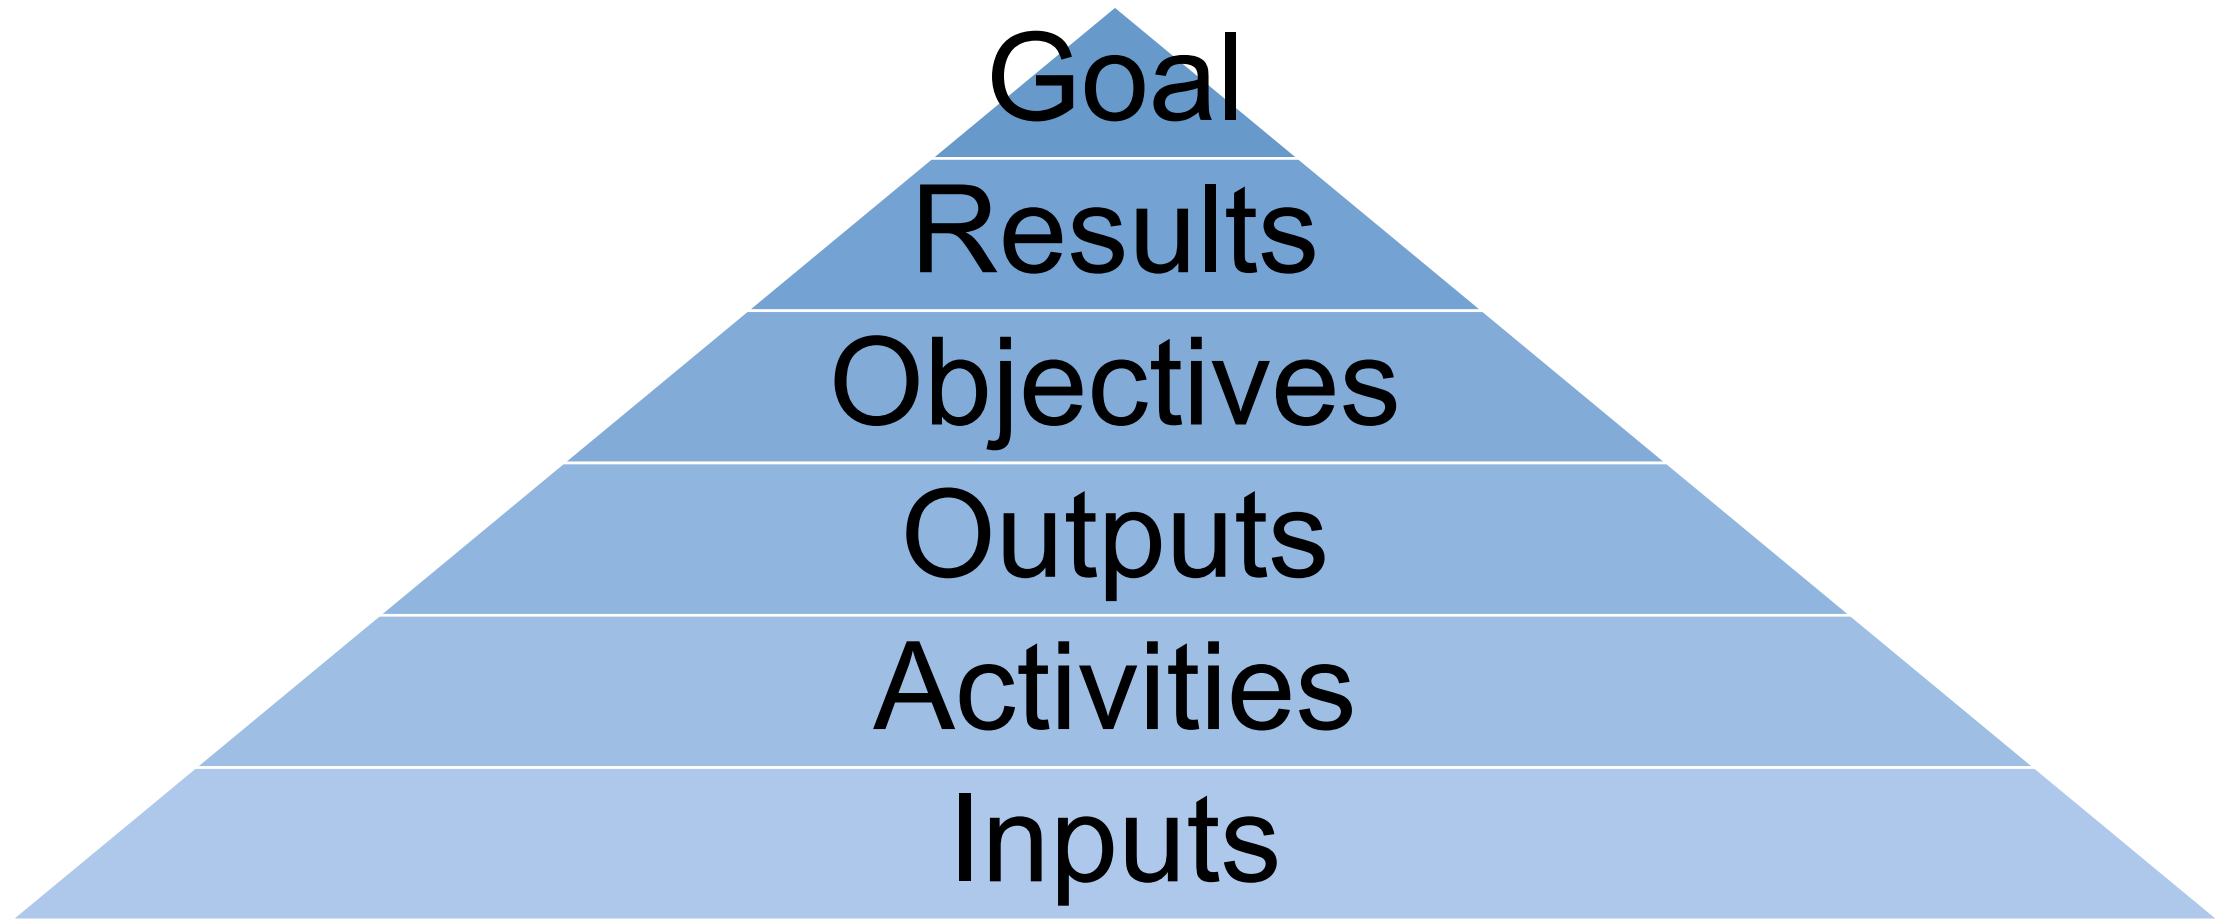 Goal
Results
Objectives
Outputs
Activities
Inputs